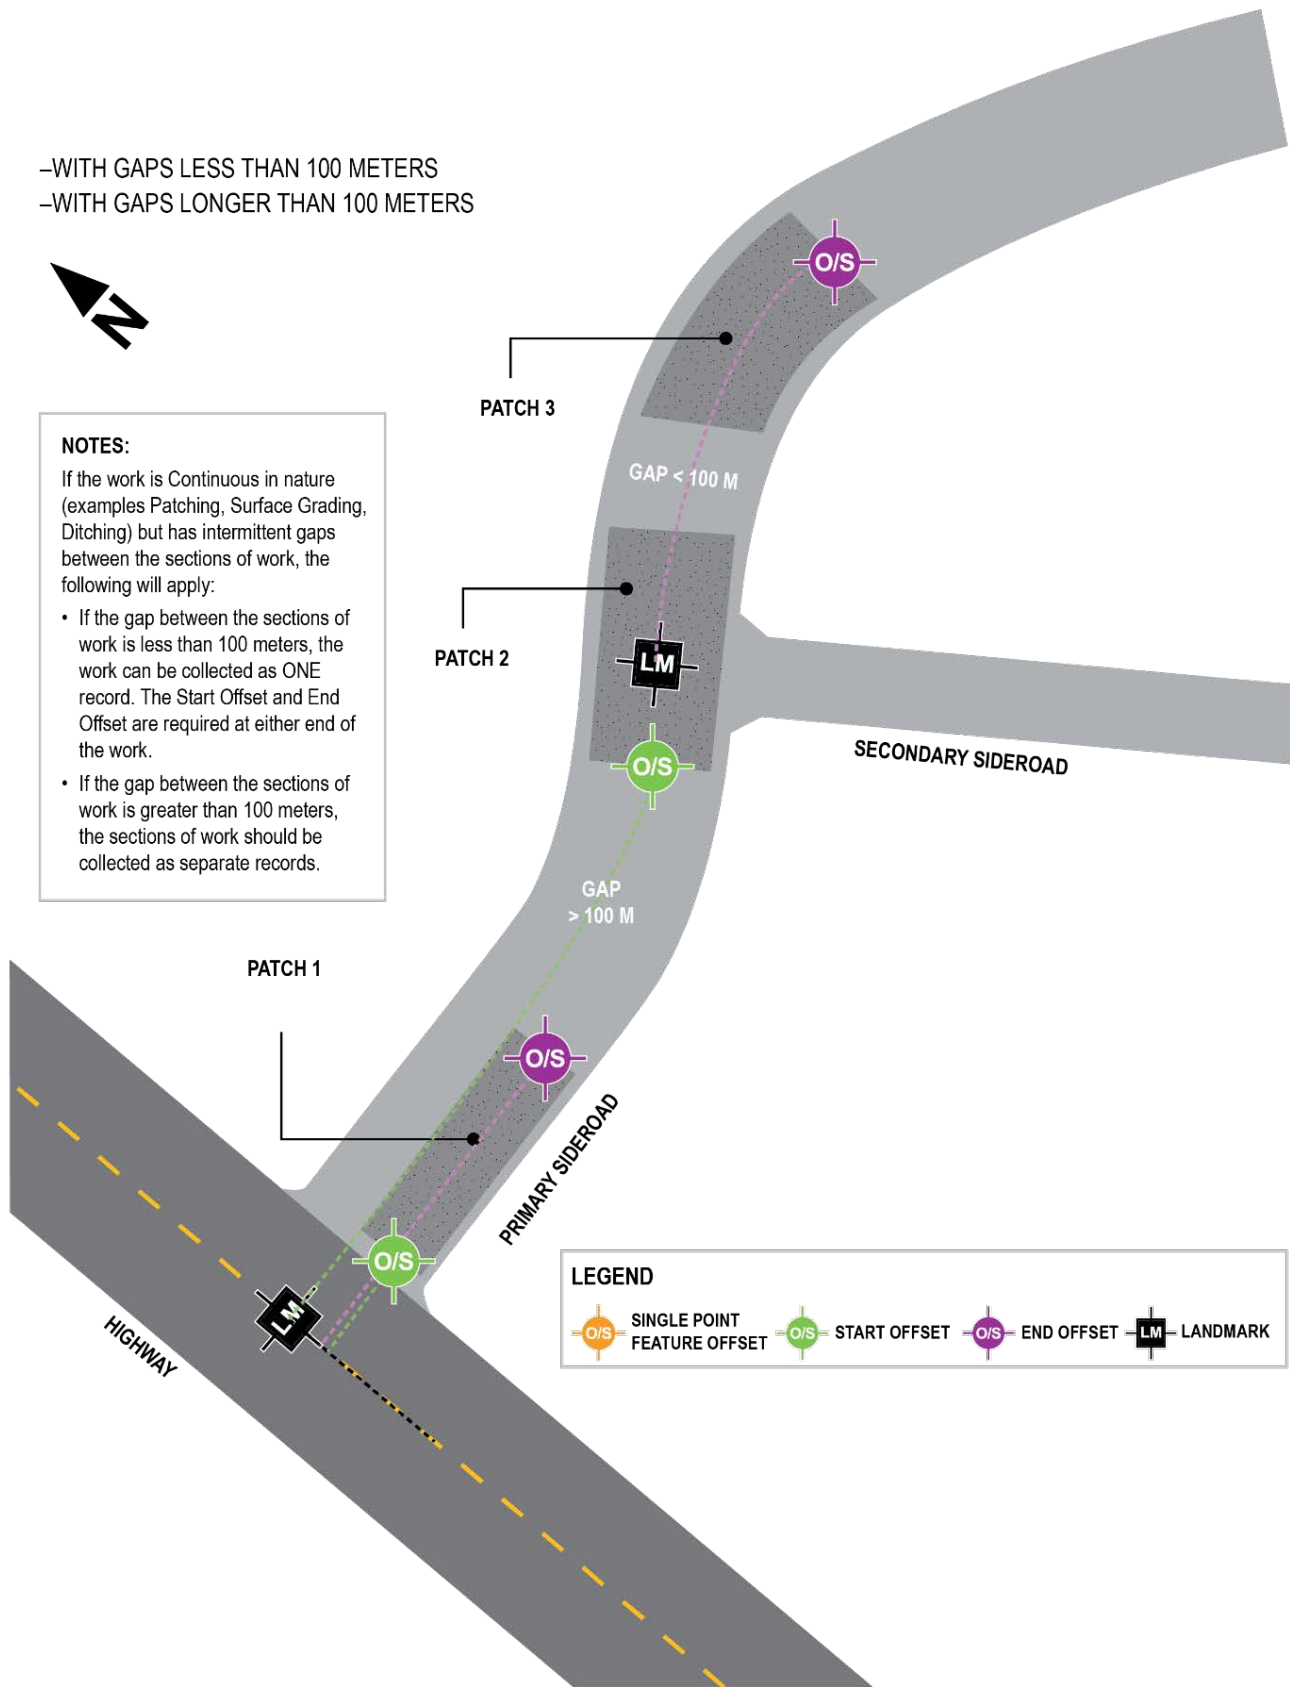 –WITH GAPS LESS THAN 100 METERS
–WITH GAPS LONGER THAN 100 METERS
N
O/S
PATCH 3
NOTES:
If the work is Continuous in nature
(examples Patching, Surface Grading,
Ditching) but has intermittent gaps
between the sections of work, the
following will apply:
• If the gap between the sections of
work is less than 100 meters, the
work can be collected as ONE
record. The Start Offset and End
Offset are required at either end of
the work.
• If the gap between the sections of
work is greater than 100 meters,
the sections of work should be
collected as separate records.
GAP < 100 M
PATCH 2
LM
O/S
SECONDARY SIDEROAD
GAP
> 100 M
PATCH 1
O/S
PRIMARY SIDEROAD
O/S
LM
HIGHWAY
LEGEND
O/S SINGLE POINT
FEATURE OFFSET
O/S START OFFSET
O/S END OFFSET
LM LANDMARK